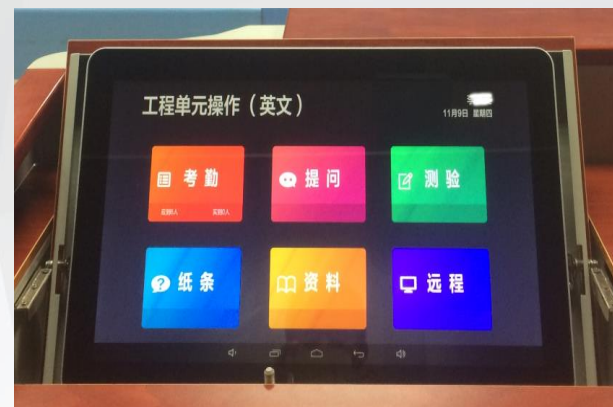 工程单元操作（英文）
11月9日 星期四
考勤 提问 测验
纸条 资料 远程